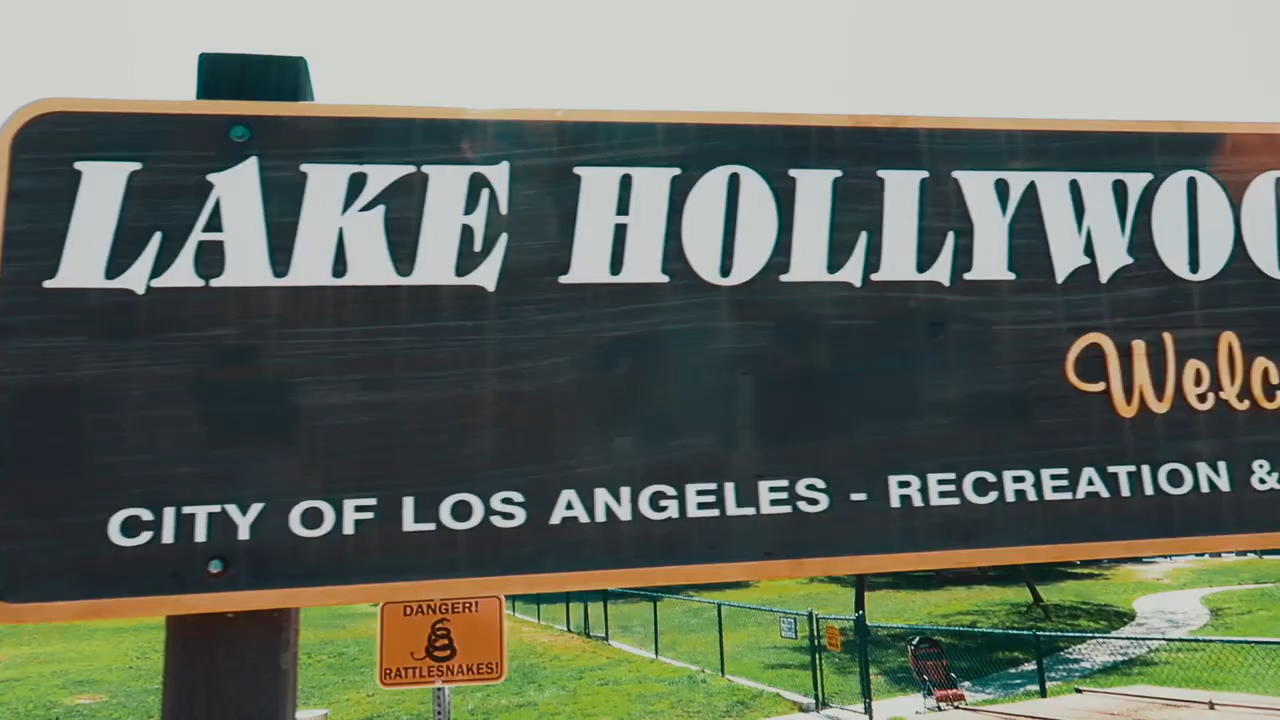 LAKE HOLLYWOO
Welc
CITY OF LOS ANGELES - RECREATION &
DANGER!
RATTLESNAKES!